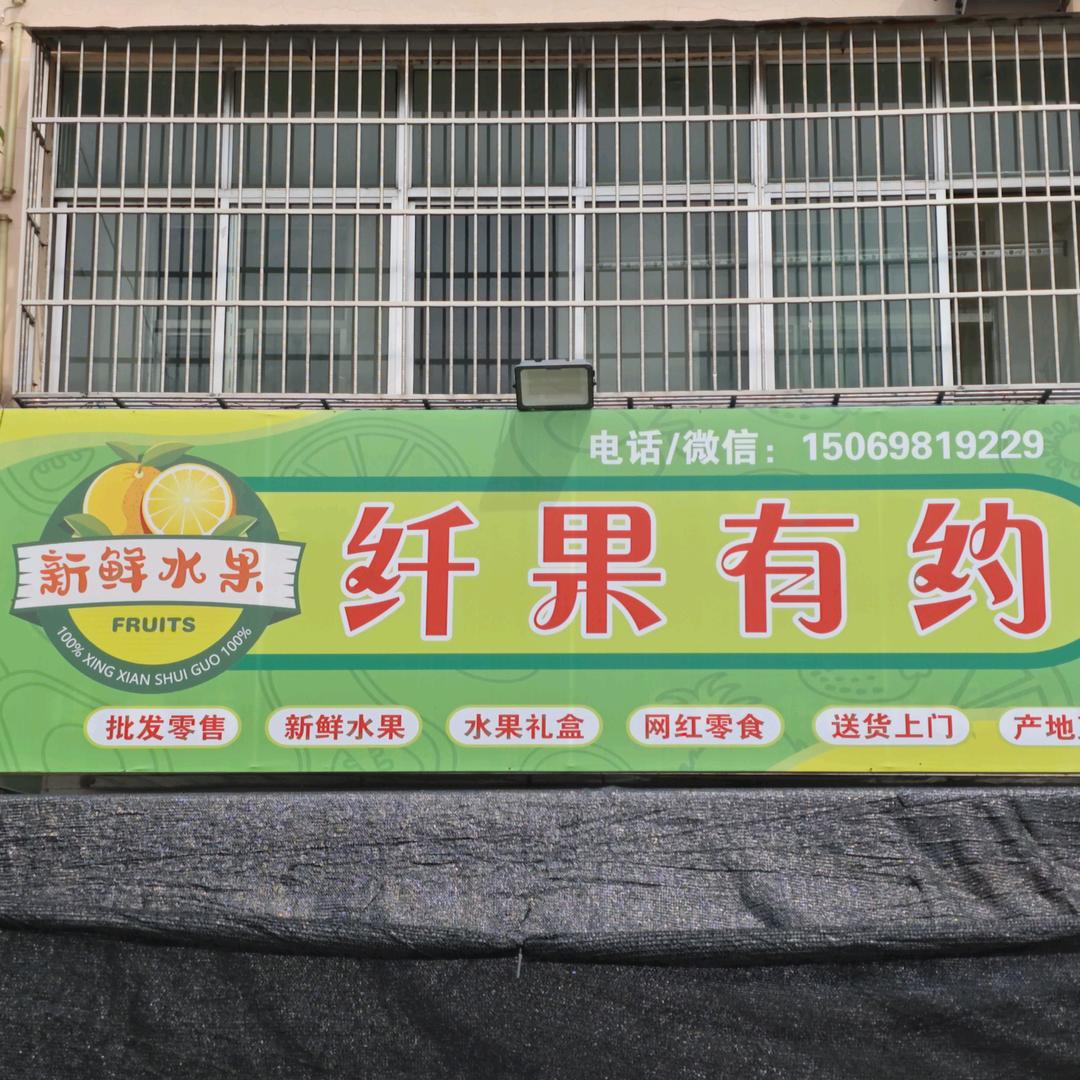 电话/微信：15069819229
新鲜水果
FRUITS
100% XING XIAN SHUI GUO 100%
纤果有约
批发零售 新鲜水果 水果礼盒 网红零食 送货上门 产地